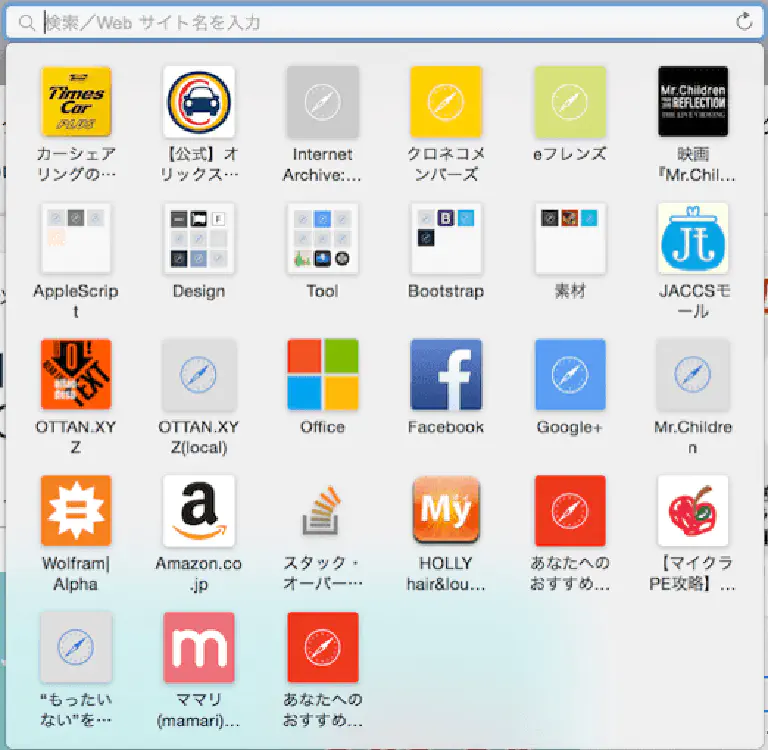 検索／Web サイト名を入力
Times
Car
PLUS
Mr.Children
REFLECTION
カーシェア
リングの…
【公式】オ
リックス…
Internet
Archive:...
クロネコメ
ンバーズ
eフレンズ
映画
『Mr.Chil...
F
B
Jt
AppleScrip
t
Design
Tool
Bootstrap
素材
JACCSモ
ール
TEXT
f
OTTAN.XY
Z
OTTAN.XY
Z(local)
Office
Facebook
Google+
Mr.Childre
n
a
My
Wolfram|
Alpha
Amazon.co
.jp
スタック・
オーバー…
HOLLY
hair&lou...
あなたへの
おすすめ…
【マイクラ
PE攻略】…
m
“もったい
ない”を…
ママリ
(mamari)...
あなたへの
おすすめ…